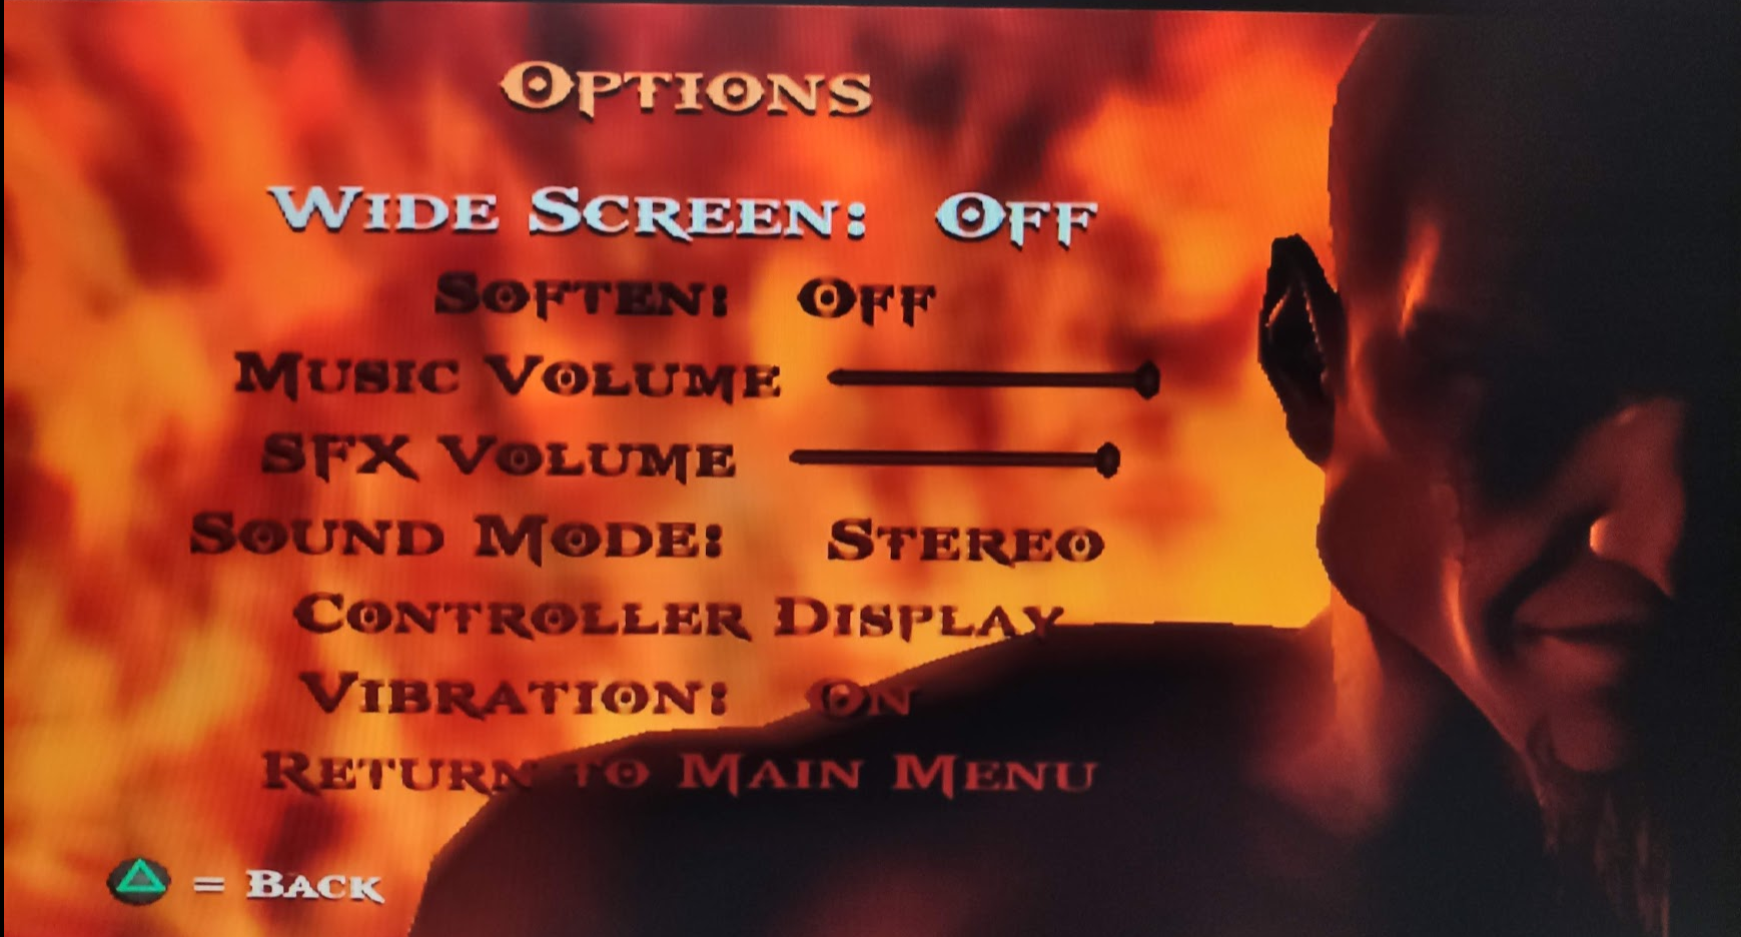 Options
Wide Screen: Off
Soften: Off
Music Volume
SFX Volume
Sound Mode: Stereo
Controller Display
Vibration: On
Return to Main Menu
= Back